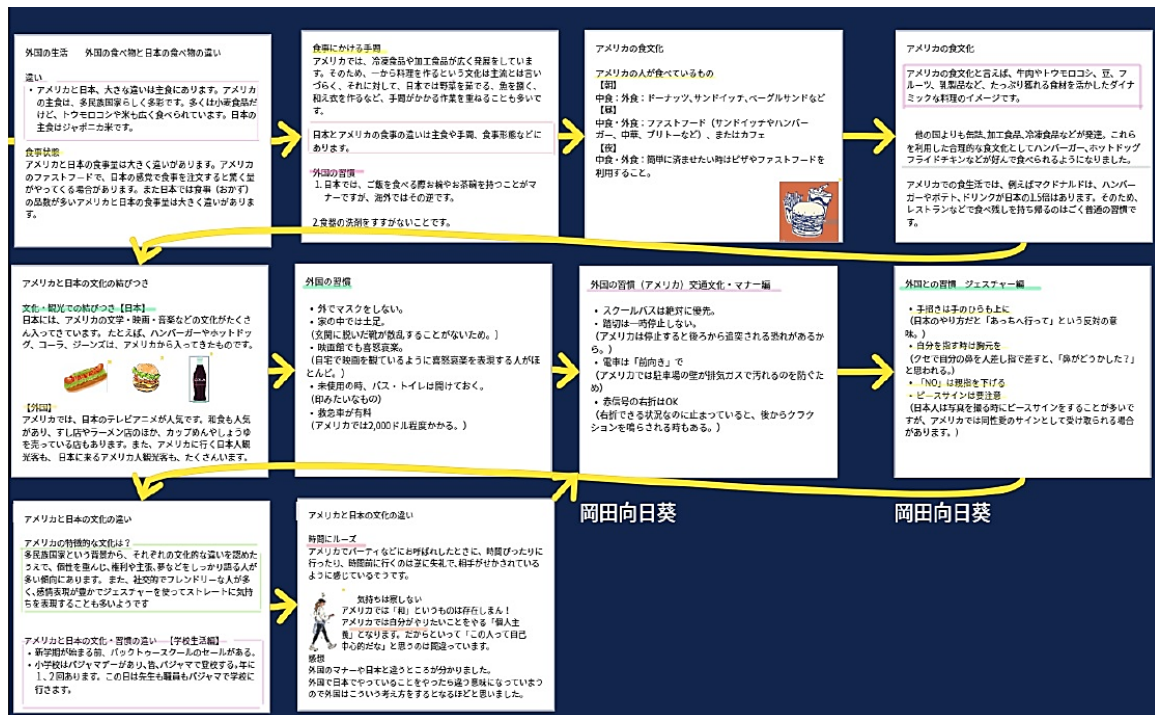 外国の生活　外国の食べ物と日本の食べ物の違い
違い
• アメリカと日本、大きな違いは主食にあります。アメリカ
の主食は、多民族国家らしく多彩です。多くは小麦食品だ
けど、トウモロコシや米も広く食べられています。日本の
主食はジャポニカ米です。
食事状態
アメリカと日本の食事量は大きく違いがあります。アメリカ
のファストフードで、日本の感覚で食事を注文すると驚く量
がやってくる場合があります。また日本では食事（おかず）
の品数が多いアメリカと日本の食事量は大きく違いがありま
す。
食事にかける手間
アメリカでは、冷凍食品や加工食品が広く発展をしていま
す。そのため、一から料理を作るという文化は主流とは言い
づらく、それに対して、日本では野菜を茹でる、魚を捌く、
和え衣を作るなど、手間がかかる作業を重ねることも多いで
す。
日本とアメリカの食事の違いは主食や手間、食事形態などに
あります。
外国の習慣
1. 日本では、ご飯を食べる際お椀やお茶碗を持つことがマ
ナーですが、海外ではその逆です。
2.食器の洗剤をすすがないことです。
アメリカの食文化
アメリカの人が食べているもの
【朝】
中食・外食：ドーナッツ、サンドイッチ、ベーグルサンドなど
【昼】
中食・外食：ファストフード（サンドイッチやハンバー
ガー、中華、ブリトーなど）、またはカフェ
【夜】
中食・外食：簡単に済ませたい時はピザやファストフードを
利用すること。
アメリカの食文化
アメリカの食文化と言えば、牛肉やトウモロコシ、豆、フ
ルーツ、乳製品など、たっぷり獲れる食材を活かしたダイナ
ミックな料理のイメージです。
他の国よりも缶詰、加工食品、冷凍食品などが発達。これら
を利用した合理的な食文化としてハンバーガー、ホットドッグ
フライドチキンなどが好んで食べられるようになりました。
アメリカでの食生活では、例えばマクドナルドは、ハンバー
ガーやポテト、ドリンクが日本の1.5倍はあります。そのため、
レストランなどで食べ残しを持ち帰るのはごく普通の習慣で
す。
アメリカと日本の文化の結びつき
文化・観光での結びつき【日本】
日本には、アメリカの文学・映画・音楽などの文化がたくさ
ん入ってきています。たとえば、ハンバーガーやホットドッ
グ、コーラ、ジーンズは、アメリカから入ってきたものです。
【外国】
アメリカでは、日本のテレビアニメが人気です。和食も人気
があり、すし店やラーメン店のほか、カップめんやしょうゆ
を売っている店もあります。また、アメリカに行く日本人観
光客も、日本に来るアメリカ人観光客も、たくさんいます。
外国の習慣
• 外でマスクをしない。
• 家の中では土足。
(玄関に脱いだ靴が散乱することがないため。)
• 映画館でも喜怒哀楽。
(自宅で映画を観ているように喜怒哀楽を表現する人がほ
とんど。)
• 未使用の時、バス・トイレは開けておく。
(印みたいなもの)
• 救急車が有料
(アメリカでは2,000ドル程度かかる。)
外国の習慣（アメリカ）交通文化・マナー編
• スクールバスは絶対に優先。
• 踏切は一時停止しない。
(アメリカは停止すると後ろから追突される恐れがあるか
ら。)
• 電車は「前向き」で
(アメリカでは駐車場の壁が排気ガスで汚れるのを防ぐた
め)
• 赤信号の右折はOK
(右折できる状況なのに止まっていると、後からクラク
ションを鳴らされる時もある。)
外国との習慣　ジェスチャー編
• 手招きは手のひらも上に
(日本のやり方だと「あっちへ行って」という反対の意
味。)
• 自分を指す時は胸元を
(クセで自分の鼻を人差し指で差すと、「鼻がどうかした？」
と思われる。)
• 「NO」は親指を下げる
• ピースサインは要注意
(日本人は写真を撮る時にピースサインをすることが多いで
すが、アメリカでは同性愛のサインとして受け取られる場合
があります。)
岡田向日葵
岡田向日葵
アメリカと日本の文化の違い
アメリカの特徴的な文化は？
多民族国家という背景から、それぞれの文化的な違いを認めた
うえで、個性を重んじ、権利や主張、夢などをしっかり語る人が
多い傾向にあります。また、社交的でフレンドリーな人が多
く、感情表現が豊かでジェスチャーを使ってストレートに気持
ちを表現することも多いようです
アメリカと日本の文化・習慣の違い　【学校生活編】
• 新学期が始まる前、バックトゥースクールのセールがある。
• 小学校はパジャマデーがあり、皆、パジャマで登校する。年に
１、２回あります。この日は先生も職員もパジャマで学校に
行きます。
アメリカと日本の文化の違い
時間にルーズ
アメリカでパーティなどにお呼ばれしたときに、時間ぴったりに
行ったり、時間前に行くのは逆に失礼で、相手がせかされている
ように感じているそうです。
気持ちは察しない
アメリカでは「和」というものは存在しまん！
アメリカでは自分がやりたいことをやる「個人主
義」となります。だからといって「この人って自己
中心的だな」と思うのは間違っています。
感想
外国のマナーや日本と違うところが分かりました。
外国で日本でやっていることをやったら違う意味になっていまう
ので外国はこういう考え方をするとなるほどと思いました。